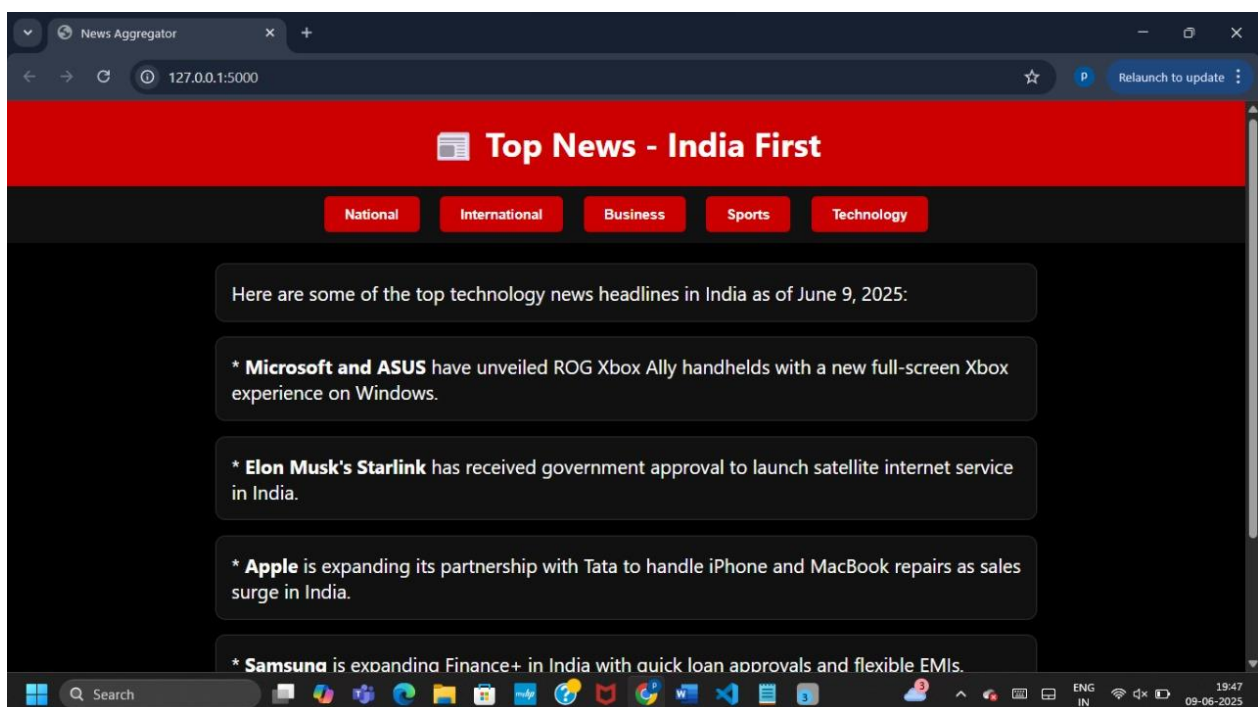 News Aggregator
127.0.0.1:5000
P
Relaunch to update
Top News - India First
National
International
Business
Sports
Technology
Here are some of the top technology news headlines in India as of June 9, 2025:
* Microsoft and ASUS have unveiled ROG Xbox Ally handhelds with a new full-screen Xbox
experience on Windows.
* Elon Musk's Starlink has received government approval to launch satellite internet service
in India.
* Apple is expanding its partnership with Tata to handle iPhone and MacBook repairs as sales
surge in India.
* Samsung is expanding Finance+ in India with quick loan approvals and flexible EMIs.
Search
3
ENG
IN
19:47
09-06-2025